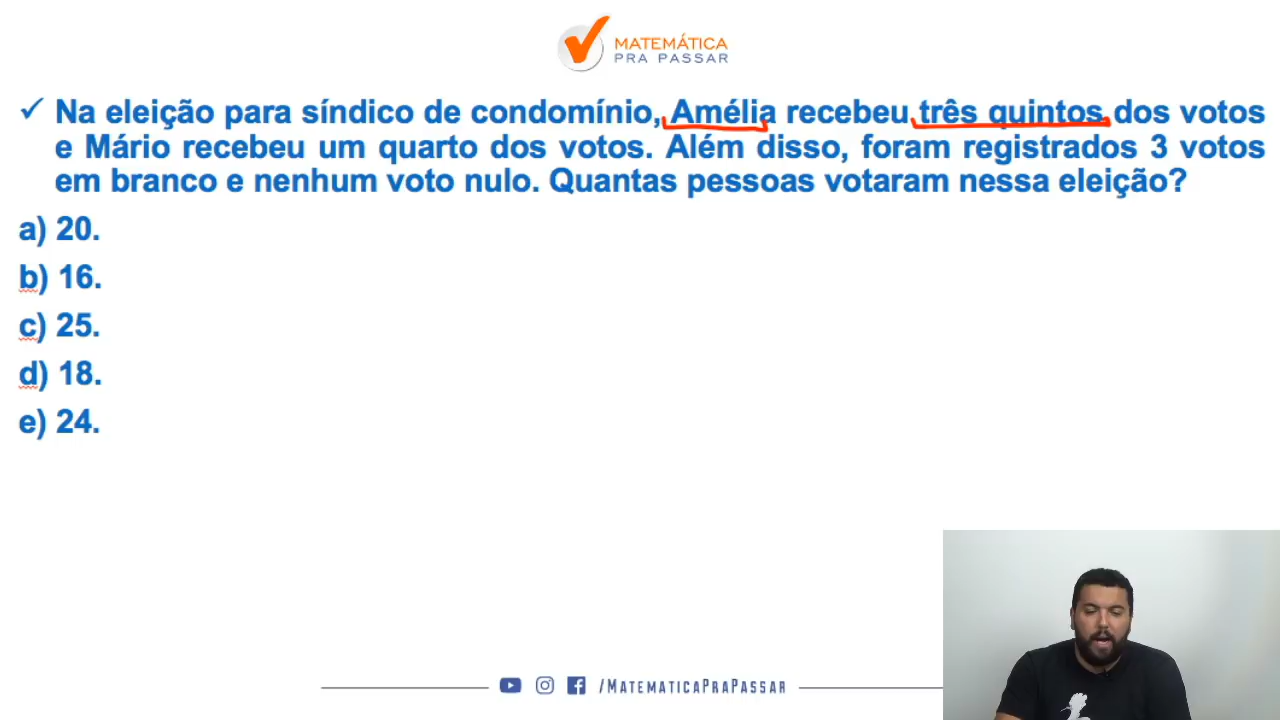 MATEMÁTICA
PRA PASSAR
✓ Na eleição para síndico de condomínio, Amélia recebeu três quintos dos votos
e Mário recebeu um quarto dos votos. Além disso, foram registrados 3 votos
em branco e nenhum voto nulo. Quantas pessoas votaram nessa eleição?
a) 20.
b) 16.
c) 25.
d) 18.
e) 24.
/MATEMATICAPRAPASSAR